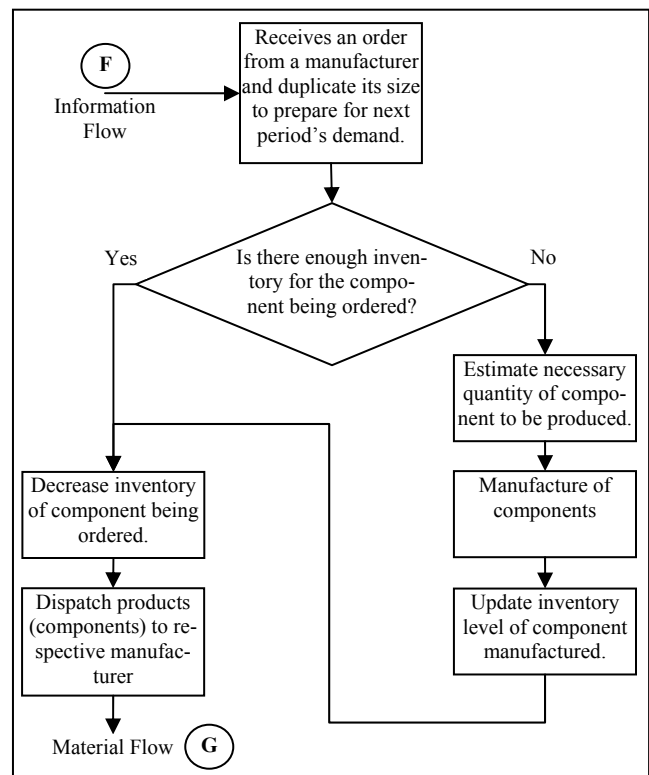 F
Information
Flow
Receives an order
from a manufacturer
and duplicate its size
to prepare for next
period's demand.
Yes
Is there enough inven-
tory for the compo-
nent being ordered?
No
Estimate necessary
quantity of compo-
nent to be produced.
Manufacture of
components
Update inventory
level of component
manufactured.
Decrease inventory
of component being
ordered.
Dispatch products
(components) to re-
spective manufac-
turer
Material Flow G